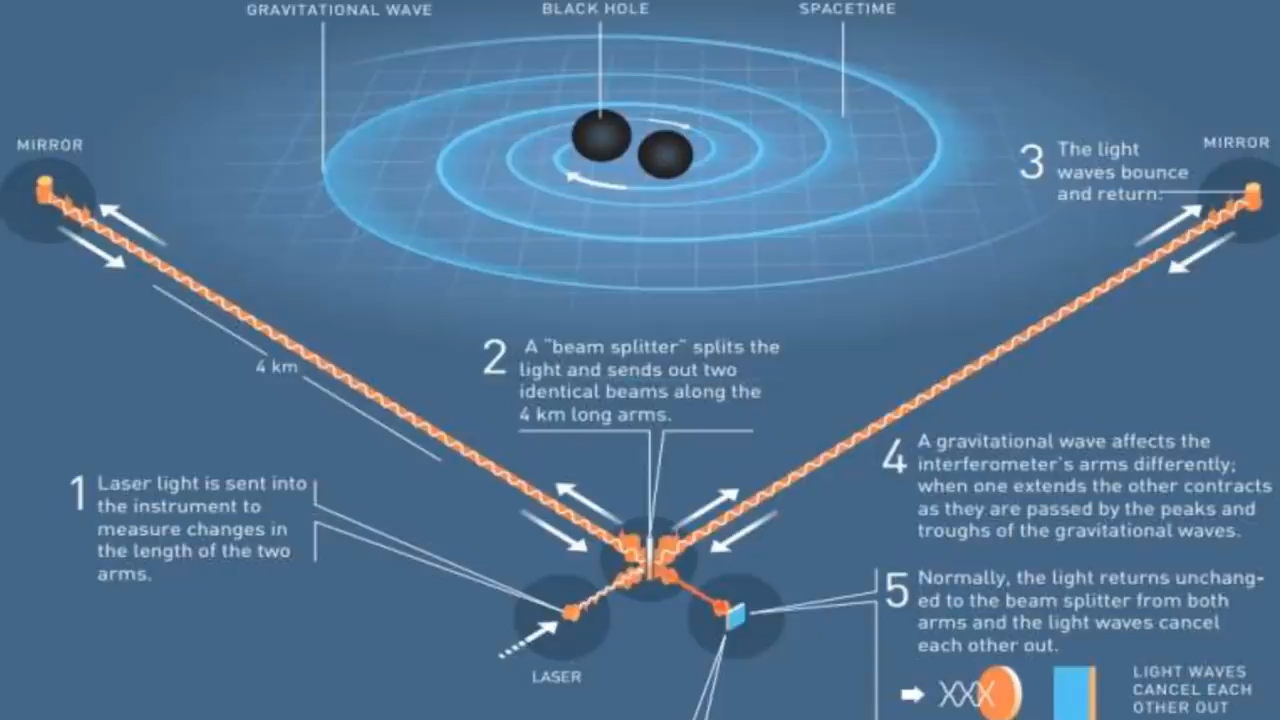 GRAVITATIONAL WAVE
BLACK HOLE
SPACETIME
MIRROR
MIRROR
3
The light
waves bounce
and return.
4 km
2
A "beam splitter" splits the
light and sends out two
identical beams along the
4 km long arms.
1
Laser light is sent into
the instrument to
measure changes in
the length of the two
arms.
4
A gravitational wave affects the
interferometer's arms differently;
when one extends the other contracts
as they are passed by the peaks and
troughs of the gravitational waves.
5
Normally, the light returns unchang-
ed to the beam splitter from both
arms and the light waves cancel
each other out.
LASER
LIGHT WAVES
CANCEL EACH
OTHER OUT